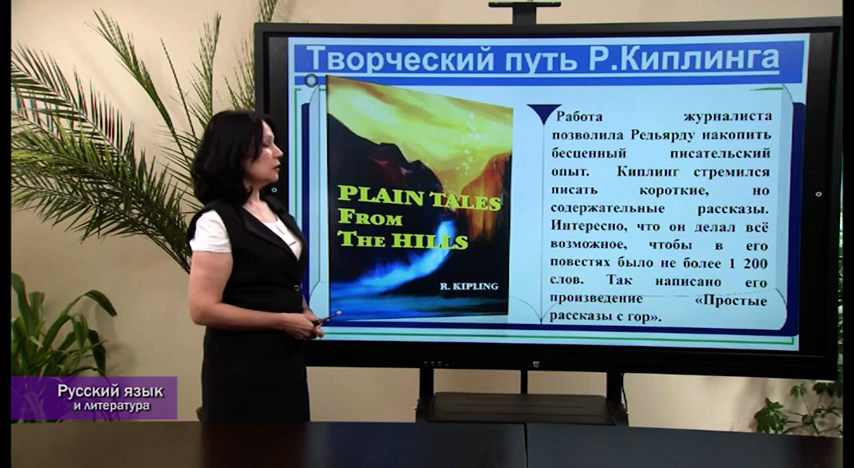 Творческий путь Р.Киплинга
PLAIN TALES
FROM
THE HILLS
R. KIPLING
Работа журналиста
позволила Редьярду накопить
бесценный писательский
опыт. Киплинг стремился
писать короткие, но
содержательные рассказы.
Интересно, что он делал всё
возможное, чтобы в его
повестях было не более 1 200
слов. Так написано его
произведение «Простые
рассказы с гор».
Русский язык
и литература